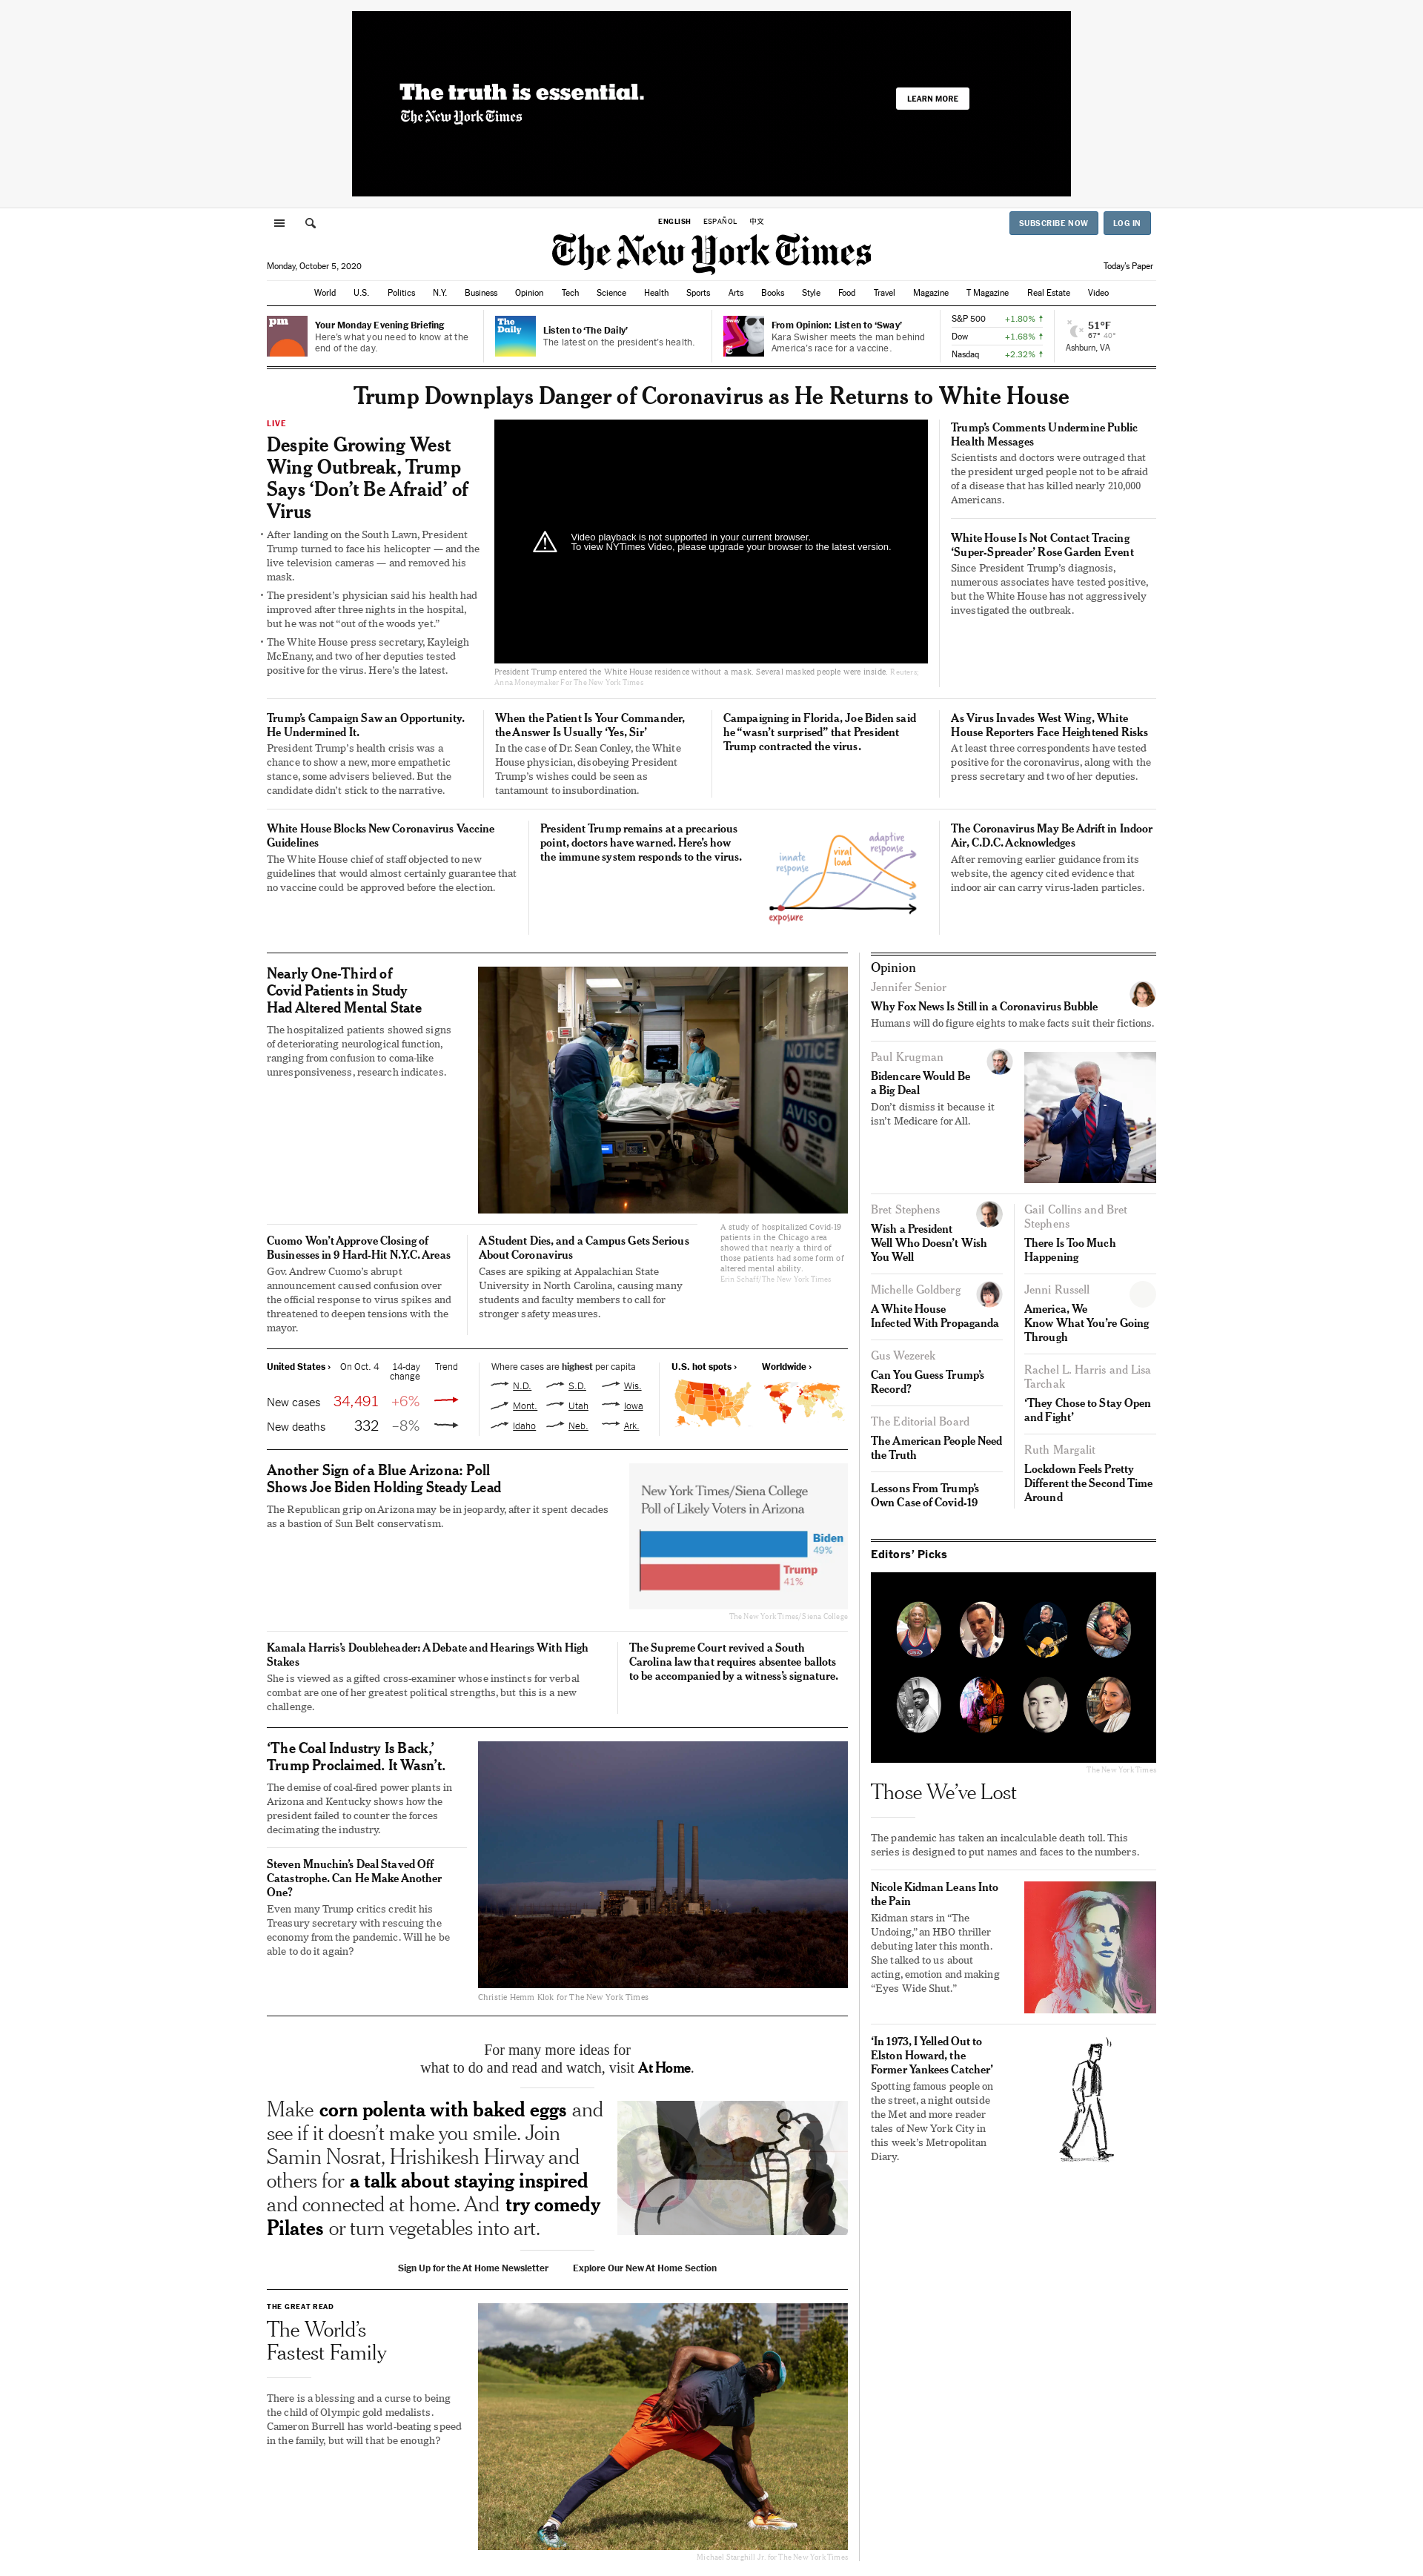 The truth is essential.
The New York Times
LEARN MORE
ENGLISH ESPAÑOL 中文
SUBSCRIBE NOW LOG IN
The New York Times
Monday, October 5, 2020
Today's Paper
World U.S. Politics N.Y. Business Opinion Tech Science Health Sports Arts Books Style Food Travel Magazine T Magazine Real Estate Video
pm
Your Monday Evening Briefing
Here's what you need to know at the
end of the day.
The
Daily
Listen to 'The Daily'
The latest on the president's health.
From Opinion: Listen to 'Sway'
Kara Swisher meets the man behind
America's race for a vaccine.
S&P 500 +1.80%
Dow +1.68%
Nasdaq +2.32%
51°F
67° 48°
Ashburn, VA
Trump Downplays Danger of Coronavirus as He Returns to White House
LIVE
Despite Growing West
Wing Outbreak, Trump
Says 'Don't Be Afraid' of
Virus
• After landing on the South Lawn, President
Trump turned to face his helicopter — and the
live television cameras — and removed his
mask.
• The president's physician said his health had
improved after three nights in the hospital,
but he was not "out of the woods yet."
• The White House press secretary, Kayleigh
McEnany, and two of her deputies tested
positive for the virus. Here's the latest.
Video playback is not supported in your current browser.
To view NYTimes Video, please upgrade your browser to the latest version.
President Trump entered the White House residence without a mask. Several masked people were inside. Reuters,
Anna Moneymaker For The New York Times
Trump's Comments Undermine Public
Health Messages
Scientists and doctors were outraged that
the president urged people not to be afraid
of a disease that has killed nearly 210,000
Americans.
White House Is Not Contact Tracing
'Super-Spreader' Rose Garden Event
Since President Trump's diagnosis,
numerous associates have tested positive,
but the White House has not aggressively
investigated the outbreak.
Trump's Campaign Saw an Opportunity.
He Undermined It.
President Trump's health crisis was a
chance to show a new, more empathetic
stance, some advisers believed. But the
candidate didn't stick to the narrative.
When the Patient Is Your Commander,
the Answer Is Usually 'Yes, Sir'
In the case of Dr. Sean Conley, the White
House physician, disobeying President
Trump's wishes could be seen as
tantamount to insubordination.
Campaigning in Florida, Joe Biden said
he "wasn't surprised" that President
Trump contracted the virus.
As Virus Invades West Wing, White
House Reporters Face Heightened Risks
At least three correspondents have tested
positive for the coronavirus, along with the
press secretary and two of her deputies.
White House Blocks New Coronavirus Vaccine
Guidelines
The White House chief of staff objected to new
guidelines that would almost certainly guarantee that
no vaccine could be approved before the election.
President Trump remains at a precarious
point, doctors have warned. Here's how
the immune system responds to the virus.
innate
response
viral
load
adaptive
response
exposure
The Coronavirus May Be Adrift in Indoor
Air, C.D.C. Acknowledges
After removing earlier guidance from its
website, the agency cited evidence that
indoor air can carry virus-laden particles.
Nearly One-Third of
Covid Patients in Study
Had Altered Mental State
The hospitalized patients showed signs
of deteriorating neurological function,
ranging from confusion to coma-like
unresponsiveness, research indicates.
NOTICE
AVISO
A study of hospitalized Covid-19
patients in the Chicago area
showed that nearly a third of
those patients had some form of
altered mental ability.
Erin Schaff/The New York Times
Cuomo Won't Approve Closing of
Businesses in 9 Hard-Hit N.Y.C. Areas
Gov. Andrew Cuomo's abrupt
announcement caused confusion over
the official response to virus spikes and
threatened to deepen tensions with the
mayor.
A Student Dies, and a Campus Gets Serious
About Coronavirus
Cases are spiking at Appalachian State
University in North Carolina, causing many
students and faculty members to call for
stronger safety measures.
United States › On Oct. 4 14-day
change Trend
New cases 34,491 +6%
New deaths 332 –8%
Where cases are highest per capita
N.D. S.D. Wis.
Mont. Utah Iowa
Idaho Neb. Ark.
U.S. hot spots › Worldwide ›
Another Sign of a Blue Arizona: Poll
Shows Joe Biden Holding Steady Lead
The Republican grip on Arizona may be in jeopardy, after it spent decades
as a bastion of Sun Belt conservatism.
New York Times/Siena College
Poll of Likely Voters in Arizona
Biden
49%
Trump
41%
The New York Times/Siena College
Kamala Harris's Doubleheader: A Debate and Hearings With High
Stakes
She is viewed as a gifted cross-examiner whose instincts for verbal
combat are one of her greatest political strengths, but this is a new
challenge.
The Supreme Court revived a South
Carolina law that requires absentee ballots
to be accompanied by a witness's signature.
'The Coal Industry Is Back,'
Trump Proclaimed. It Wasn't.
The demise of coal-fired power plants in
Arizona and Kentucky shows how the
president failed to counter the forces
decimating the industry.
Steven Mnuchin's Deal Staved Off
Catastrophe. Can He Make Another
One?
Even many Trump critics credit his
Treasury secretary with rescuing the
economy from the pandemic. Will he be
able to do it again?
Christie Hemm Klok for The New York Times
For many more ideas for
what to do and read and watch, visit At Home.
Make corn polenta with baked eggs and
see if it doesn't make you smile. Join
Samin Nosrat, Hrishikesh Hirway and
others for a talk about staying inspired
and connected at home. And try comedy
Pilates or turn vegetables into art.
Sign Up for the At Home Newsletter Explore Our New At Home Section
THE GREAT READ
The World's
Fastest Family
There is a blessing and a curse to being
the child of Olympic gold medalists.
Cameron Burrell has world-beating speed
in the family, but will that be enough?
Michael Starghill Jr. for The New York Times
Opinion
Jennifer Senior
Why Fox News Is Still in a Coronavirus Bubble
Humans will do figure eights to make facts suit their fictions.
Paul Krugman
Bidencare Would Be
a Big Deal
Don't dismiss it because it
isn't Medicare for All.
Bret Stephens
Wish a President
Well Who Doesn't Wish
You Well
Michelle Goldberg
A White House
Infected With Propaganda
Gus Wezerek
Can You Guess Trump's
Record?
The Editorial Board
The American People Need
the Truth
Lessons From Trump's
Own Case of Covid-19
Gail Collins and Bret
Stephens
There Is Too Much
Happening
Jenni Russell
America, We
Know What You're Going
Through
Rachel L. Harris and Lisa
Tarchak
'They Chose to Stay Open
and Fight'
Ruth Margalit
Lockdown Feels Pretty
Different the Second Time
Around
Editors' Picks
The New York Times
Those We've Lost
The pandemic has taken an incalculable death toll. This
series is designed to put names and faces to the numbers.
Nicole Kidman Leans Into
the Pain
Kidman stars in "The
Undoing," an HBO thriller
debuting later this month.
She talked to us about
acting, emotion and making
"Eyes Wide Shut."
'In 1973, I Yelled Out to
Elston Howard, the
Former Yankees Catcher'
Spotting famous people on
the street, a night outside
the Met and more reader
tales of New York City in
this week's Metropolitan
Diary.